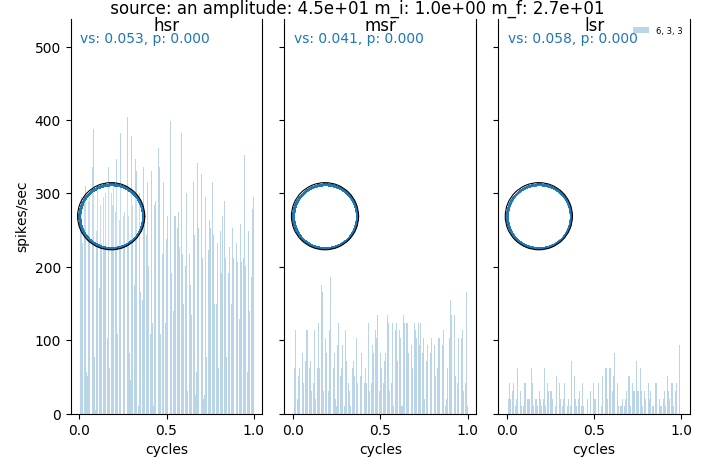 source: an amplitude: 4.5e+01 m_i: 1.0e+00 m_f: 2.7e+01
hsr
msr
lsr
vs: 0.053, p: 0.000
vs: 0.041, p: 0.000
vs: 0.058, p: 0.000
6, 3, 3
spikes/sec
500
400
300
200
100
0
0.0 0.5 1.0
0.0 0.5 1.0
0.0 0.5 1.0
cycles
cycles
cycles